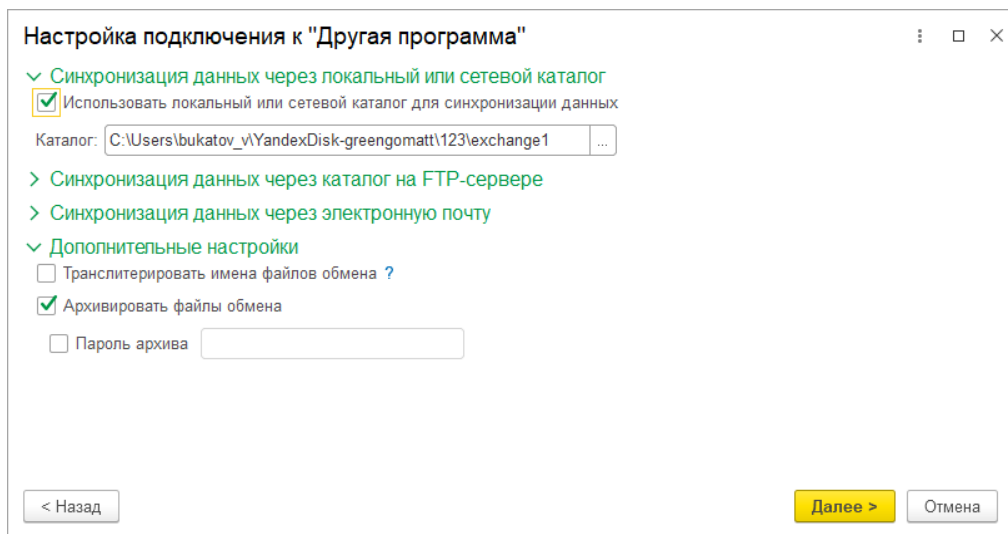 Настройка подключения к "Другая программа"
Синхронизация данных через локальный или сетевой каталог
Использовать локальный или сетевой каталог для синхронизации данных
Каталог: C:\Users\bukatov_v\YandexDisk-greengomatt\123\exchange1 ...
Синхронизация данных через каталог на FTP-сервере
Синхронизация данных через электронную почту
Дополнительные настройки
Транслитерировать имена файлов обмена ?
Архивировать файлы обмена
Пароль архива
< Назад Далее > Отмена